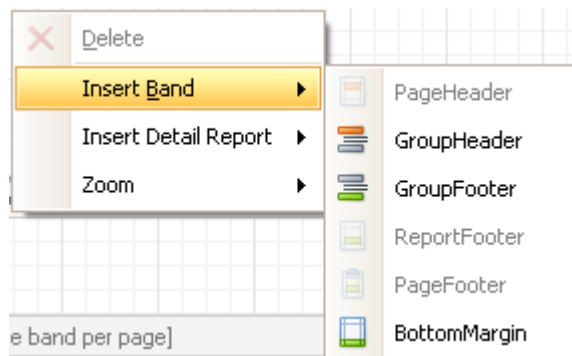 Delete
Insert Band
Insert Detail Report
Zoom
PageHeader
GroupHeader
GroupFooter
ReportFooter
PageFooter
BottomMargin
e band per page]